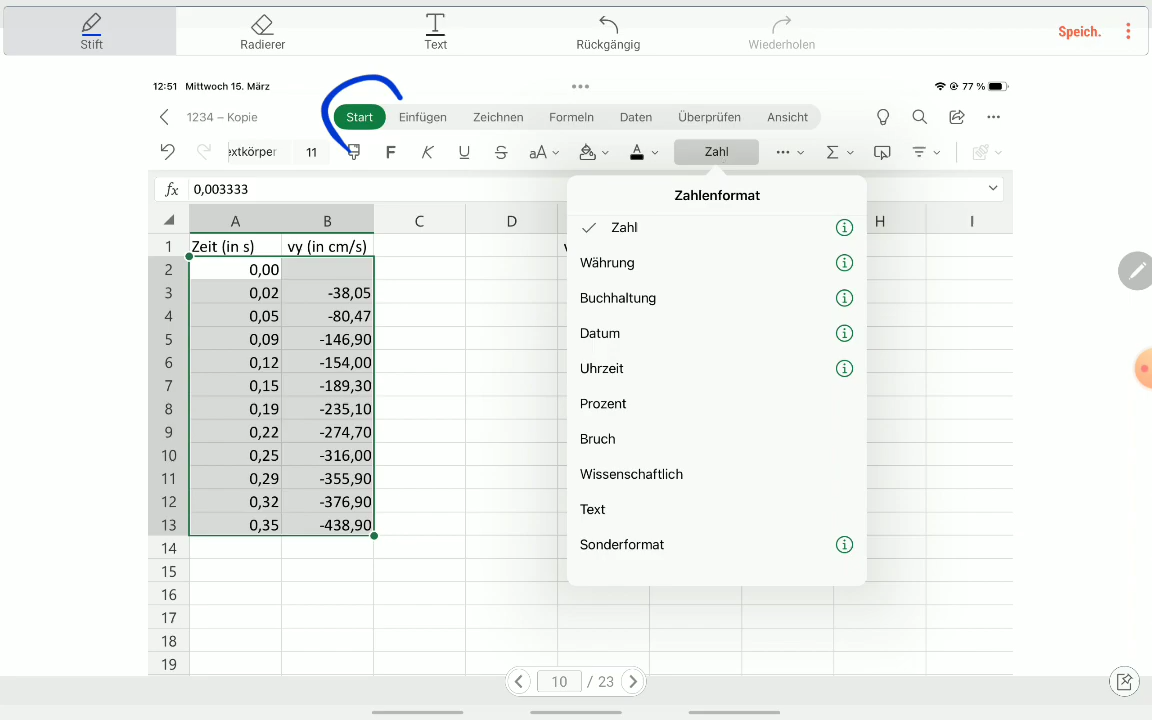 Stift
Radierer
Text
Rückgängig
Wiederholen
Speich.
12:51 Mittwoch 15. März
77 %
1234 – Kopie
Start Einfügen Zeichnen Formeln Daten Überprüfen Ansicht
extkörper 11 F K U S aA A Zahl Σ
fx 0,003333
Zahlenformat
A B C D H I
1 Zeit (in s) vy (in cm/s)
2 0,00
3 0,02 -38,05
4 0,05 -80,47
5 0,09 -146,90
6 0,12 -154,00
7 0,15 -189,30
8 0,19 -235,10
9 0,22 -274,70
10 0,25 -316,00
11 0,29 -355,90
12 0,32 -376,90
13 0,35 -438,90
14
15
16
17
18
19
Zahl
Währung
Buchhaltung
Datum
Uhrzeit
Prozent
Bruch
Wissenschaftlich
Text
Sonderformat
10 / 23